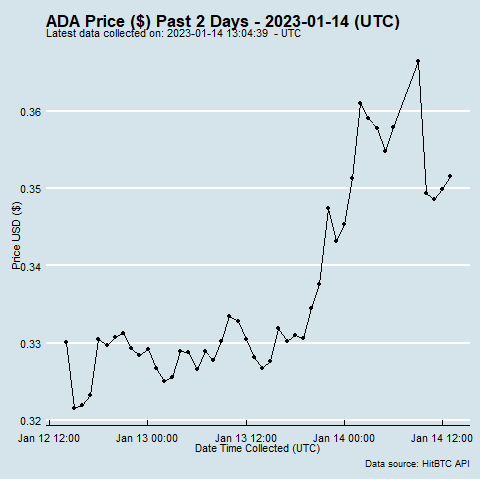 ADA Price ($) Past 2 Days - 2023-01-14 (UTC)
Latest data collected on: 2023-01-14 13:04:39 - UTC
0.36
0.35
0.34
0.33
0.32
Price USD ($)
Jan 12 12:00 Jan 13 00:00 Jan 13 12:00 Jan 14 00:00 Jan 14 12:00
Date Time Collected (UTC)
Data source: HitBTC API